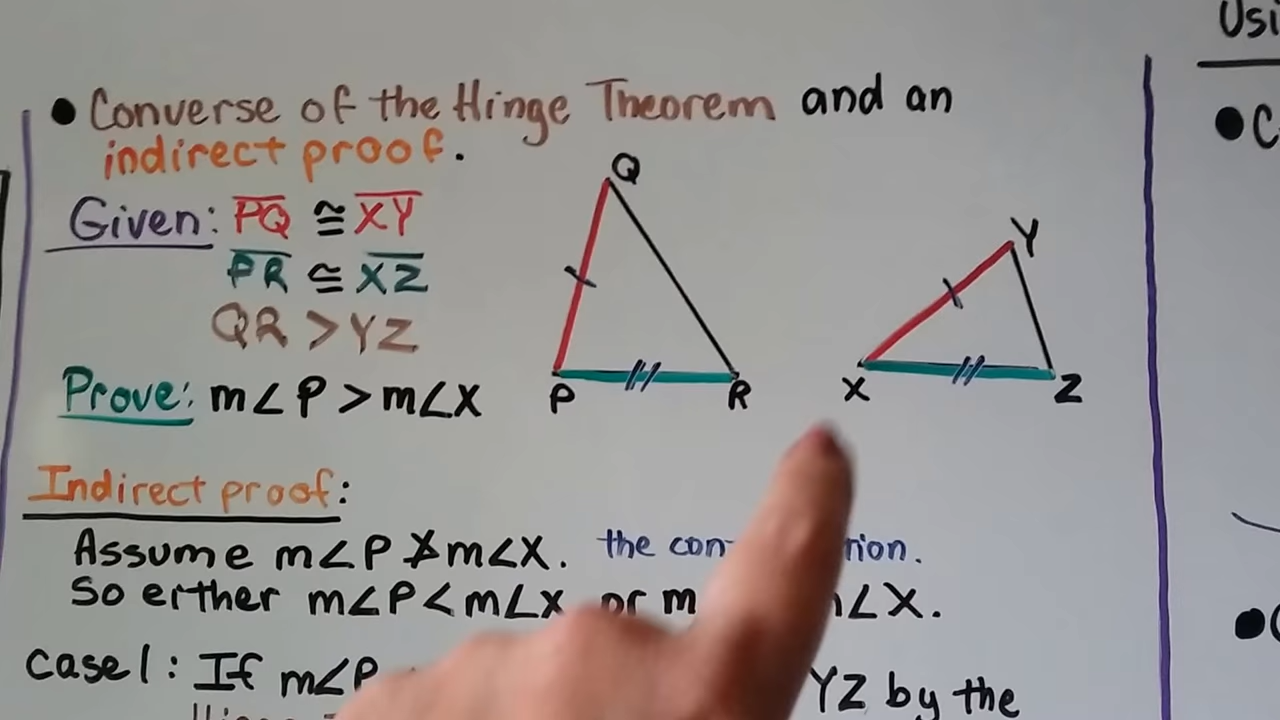 • Converse of the Hinge Theorem and an
indirect proof.
Given: PQ ≅ XY
PR ≅ XZ
QR > YZ
Prove: m∠P > m∠X
Q
P
R
Y
X
Z
Indirect proof:
Assume m∠P ≯ m∠X. the
So either m∠P < m∠X or m ∠X.
case 1: If m∠P YZ by the
Usi
• C